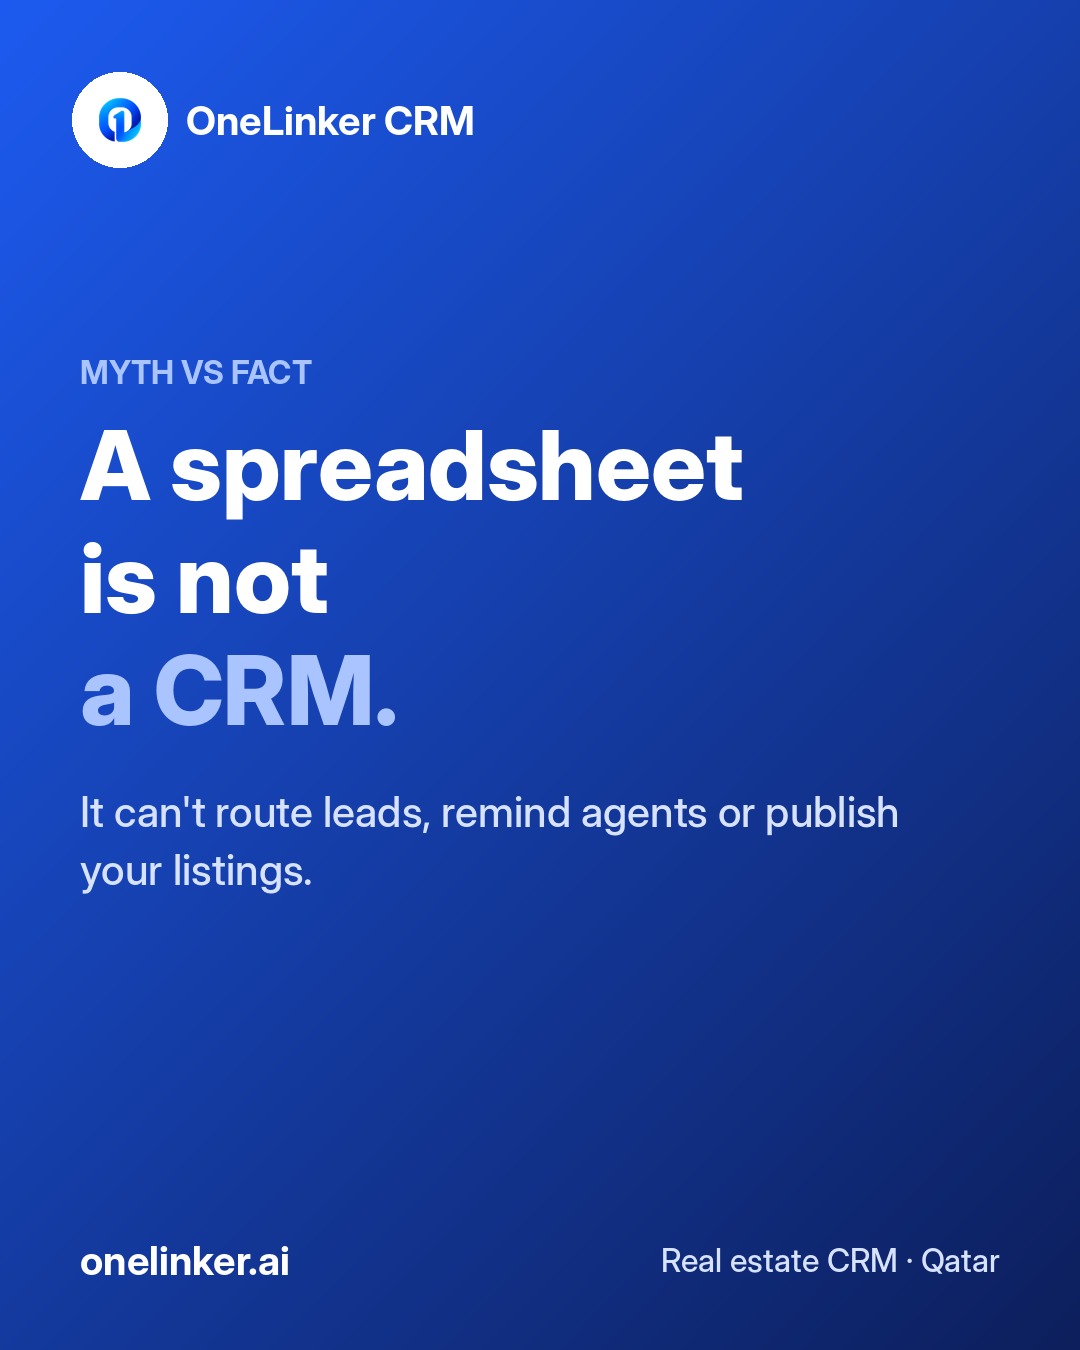 OneLinker CRM
MYTH VS FACT
A spreadsheet
is not
a CRM.
It can't route leads, remind agents or publish
your listings.
onelinker.ai
Real estate CRM · Qatar